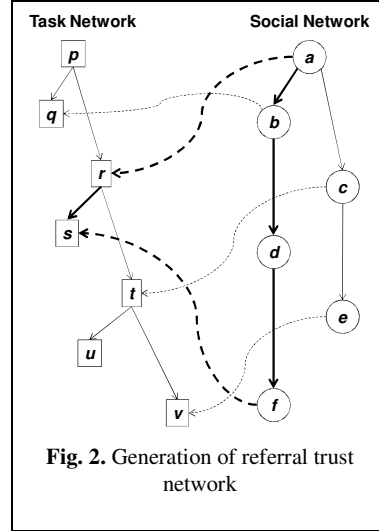 Task Network Social Network
p a
q b
r c
s d
t e
u
v f
Fig. 2. Generation of referral trust
network